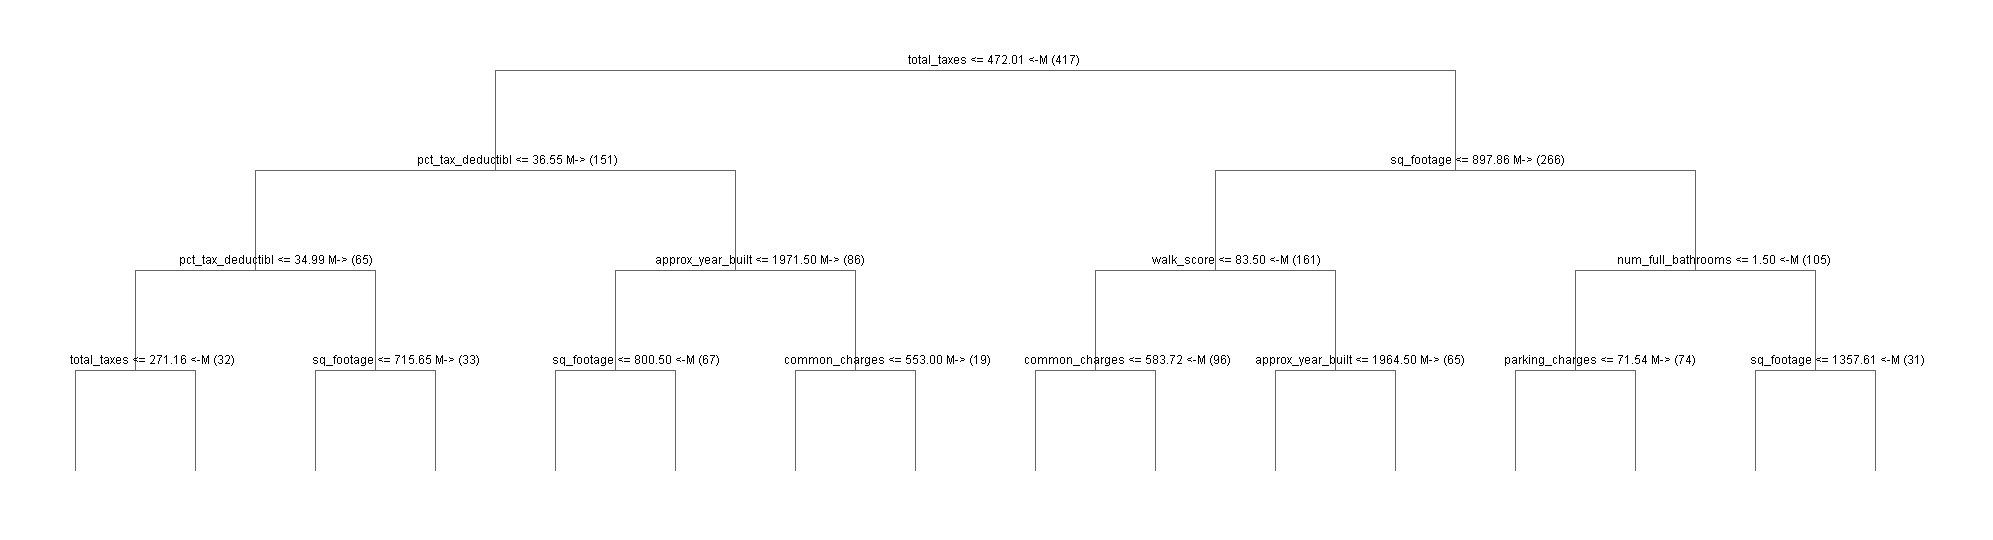 total_taxes <= 472.01 <-M (417)
pct_tax_deductibl <= 36.55 M-> (151)
sq_footage <= 897.86 M-> (266)
pct_tax_deductibl <= 34.99 M-> (65)
approx_year_built <= 1971.50 M-> (86)
walk_score <= 83.50 <-M (161)
num_full_bathrooms <= 1.50 <-M (105)
total_taxes <= 271.16 <-M (32)
sq_footage <= 715.65 M-> (33)
sq_footage <= 800.50 <-M (67)
common_charges <= 553.00 M-> (19)
common_charges <= 583.72 <-M (96)
approx_year_built <= 1964.50 M-> (65)
parking_charges <= 71.54 M-> (74)
sq_footage <= 1357.61 <-M (31)